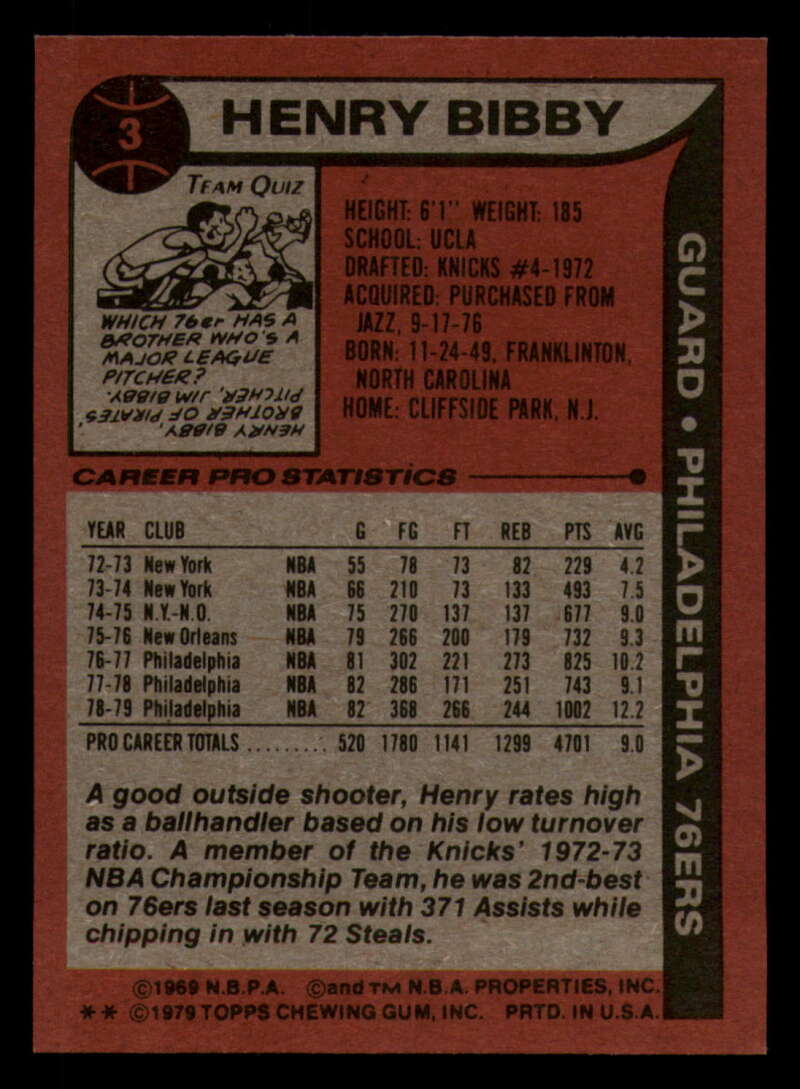 3
HENRY BIBBY
TEAM QUIZ
WHICH 76er HAS A
BROTHER WHO'S A
MAJOR LEAGUE
PITCHER?
HENRY BIBBY,
BROTHER OF PIRATES'
PITCHER, JIM BIBBY.
HEIGHT: 6'1" WEIGHT: 185
SCHOOL: UCLA
DRAFTED: KNICKS #4-1972
ACQUIRED: PURCHASED FROM
JAZZ, 9-17-76
BORN: 11-24-49, FRANKLINTON,
NORTH CAROLINA
HOME: CLIFFSIDE PARK, N.J.
GUARD • PHILADELPHIA 76ERS
CAREER PRO STATISTICS
YEAR CLUB G FG FT REB PTS AVG
72-73 New York NBA 55 78 73 82 229 4.2
73-74 New York NBA 66 210 73 133 493 7.5
74-75 N.Y.-N.O. NBA 75 270 137 137 677 9.0
75-76 New Orleans NBA 79 266 200 179 732 9.3
76-77 Philadelphia NBA 81 302 221 273 825 10.2
77-78 Philadelphia NBA 82 286 171 251 743 9.1
78-79 Philadelphia NBA 82 368 266 244 1002 12.2
PRO CAREER TOTALS .......... 520 1780 1141 1299 4701 9.0
A good outside shooter, Henry rates high
as a ballhandler based on his low turnover
ratio. A member of the Knicks' 1972-73
NBA Championship Team, he was 2nd-best
on 76ers last season with 371 Assists while
chipping in with 72 Steals.
©1969 N.B.P.A. ©and TM N.B.A. PROPERTIES, INC.
** ©1979 TOPPS CHEWING GUM, INC. PRTD. IN U.S.A.